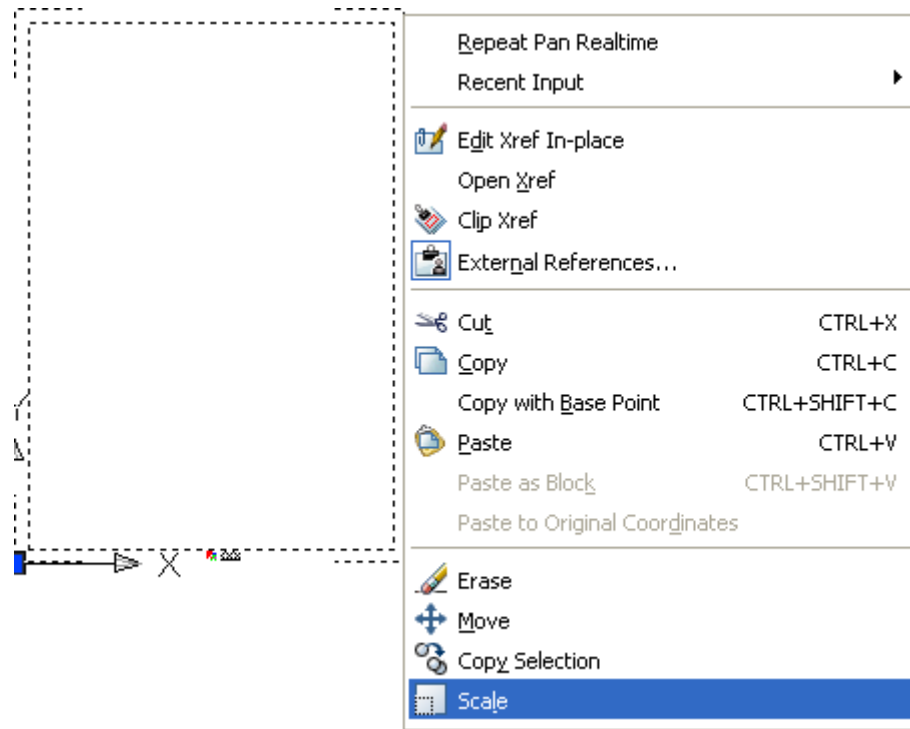 Repeat Pan Realtime
Recent Input
Edit Xref In-place
Open Xref
Clip Xref
External References...
Cut CTRL+X
Copy CTRL+C
Copy with Base Point CTRL+SHIFT+C
Paste CTRL+V
Paste as Block CTRL+SHIFT+V
Paste to Original Coordinates
X
Erase
Move
Copy Selection
Scale